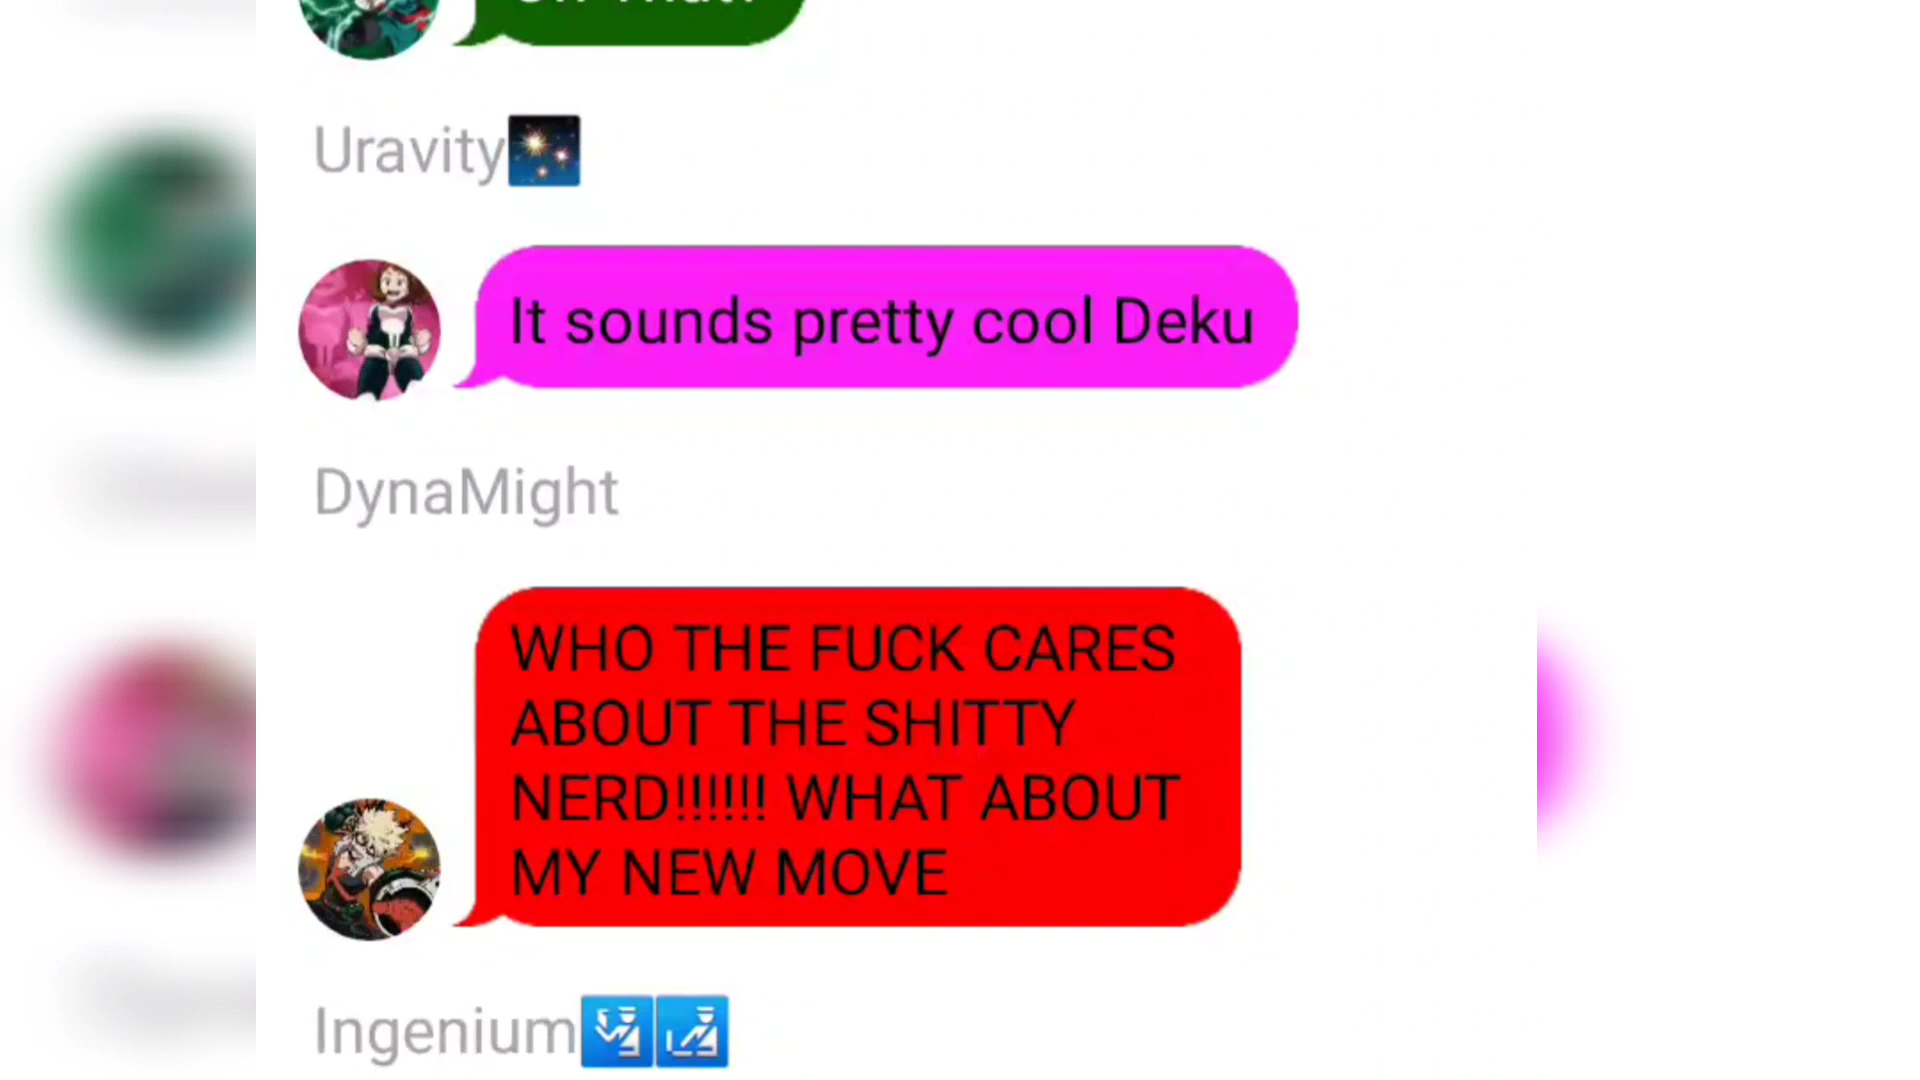 Uravity
It sounds pretty cool Deku
DynaMight
WHO THE FUCK CARES
ABOUT THE SHITTY
NERD!!!!!! WHAT ABOUT
MY NEW MOVE
Ingenium